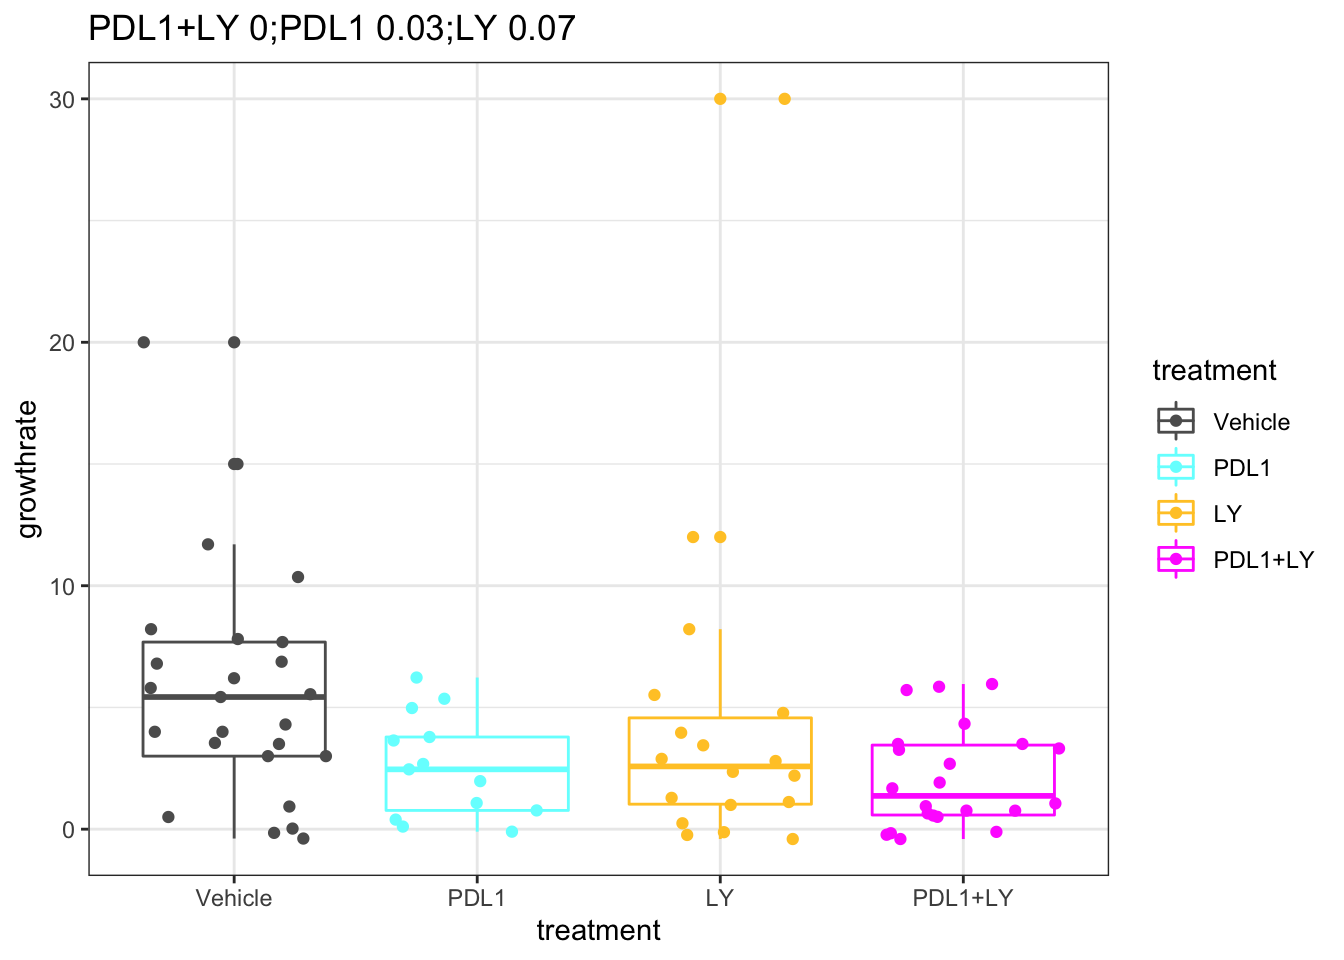 PDL1+LY 0;PDL1 0.03;LY 0.07
30
20
10
0
growthrate
Vehicle
PDL1
LY
PDL1+LY
treatment
treatment
Vehicle
PDL1
LY
PDL1+LY